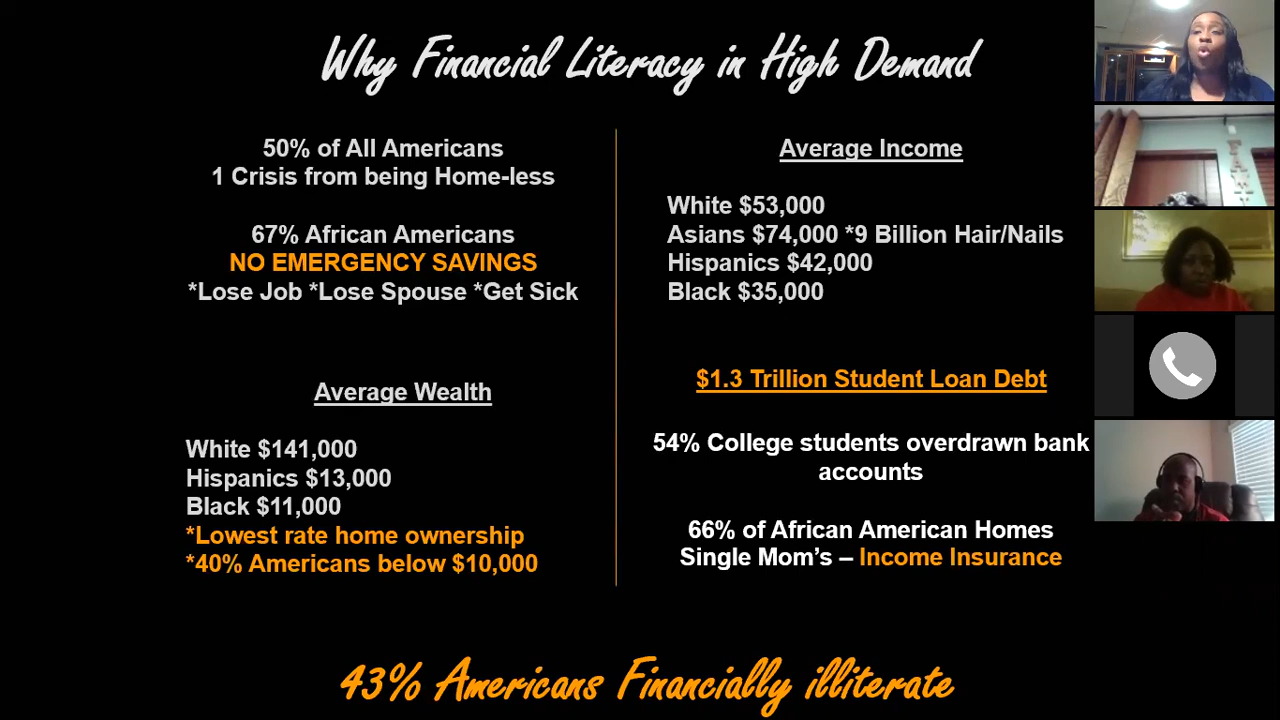 Why Financial Literacy in High Demand
50% of All Americans
1 Crisis from being Home-less
67% African Americans
NO EMERGENCY SAVINGS
*Lose Job *Lose Spouse *Get Sick
Average Wealth
White $141,000
Hispanics $13,000
Black $11,000
*Lowest rate home ownership
*40% Americans below $10,000
Average Income
White $53,000
Asians $74,000 *9 Billion Hair/Nails
Hispanics $42,000
Black $35,000
$1.3 Trillion Student Loan Debt
54% College students overdrawn bank
accounts
66% of African American Homes
Single Mom’s – Income Insurance
43% Americans Financially illiterate